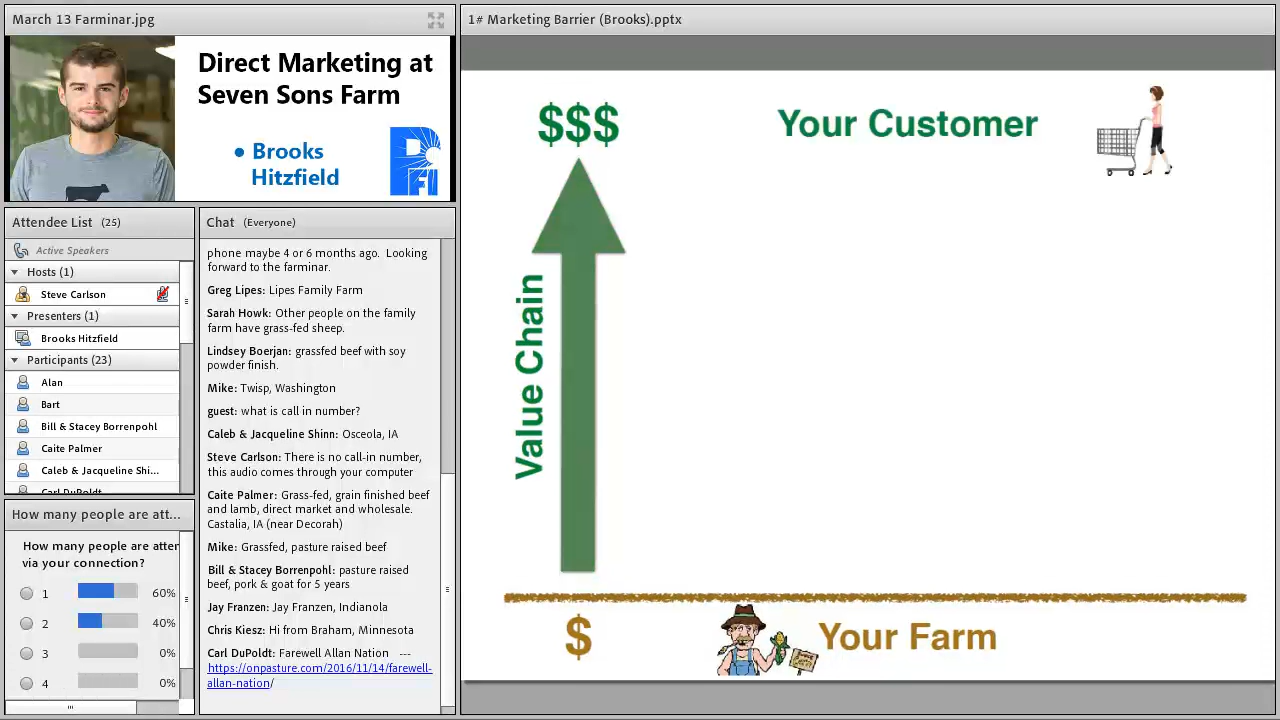 March 13 Farminar.jpg
Direct Marketing at
Seven Sons Farm
• Brooks
Hitzfield
PFI
Attendee List (25)
Active Speakers
Hosts (1)
Steve Carlson
Presenters (1)
Brooks Hitzfield
Participants (23)
Alan
Bart
Bill & Stacey Borrenpohl
Caite Palmer
Caleb & Jacqueline Shi...
Carl DuPoldt
How many people are att...
How many people are atten
via your connection?
1 60%
2 40%
3 0%
4 0%
Chat (Everyone)
phone maybe 4 or 6 months ago. Looking
forward to the farminar.
Greg Lipes: Lipes Family Farm
Sarah Howk: Other people on the family
farm have grass-fed sheep.
Lindsey Boerjan: grassfed beef with soy
powder finish.
Mike: Twisp, Washington
guest: what is call in number?
Caleb & Jacqueline Shinn: Osceola, IA
Steve Carlson: There is no call-in number,
this audio comes through your computer
Caite Palmer: Grass-fed, grain finished beef
and lamb, direct market and wholesale.
Castalia, IA (near Decorah)
Mike: Grassfed, pasture raised beef
Bill & Stacey Borrenpohl: pasture raised
beef, pork & goat for 5 years
Jay Franzen: Jay Franzen, Indianola
Chris Kiesz: Hi from Braham, Minnesota
Carl DuPoldt: Farewell Allan Nation ---
https://onpasture.com/2016/11/14/farewell-
allan-nation/
1# Marketing Barrier (Brooks).pptx
$$$
Your Customer
Value Chain
$
Your Farm